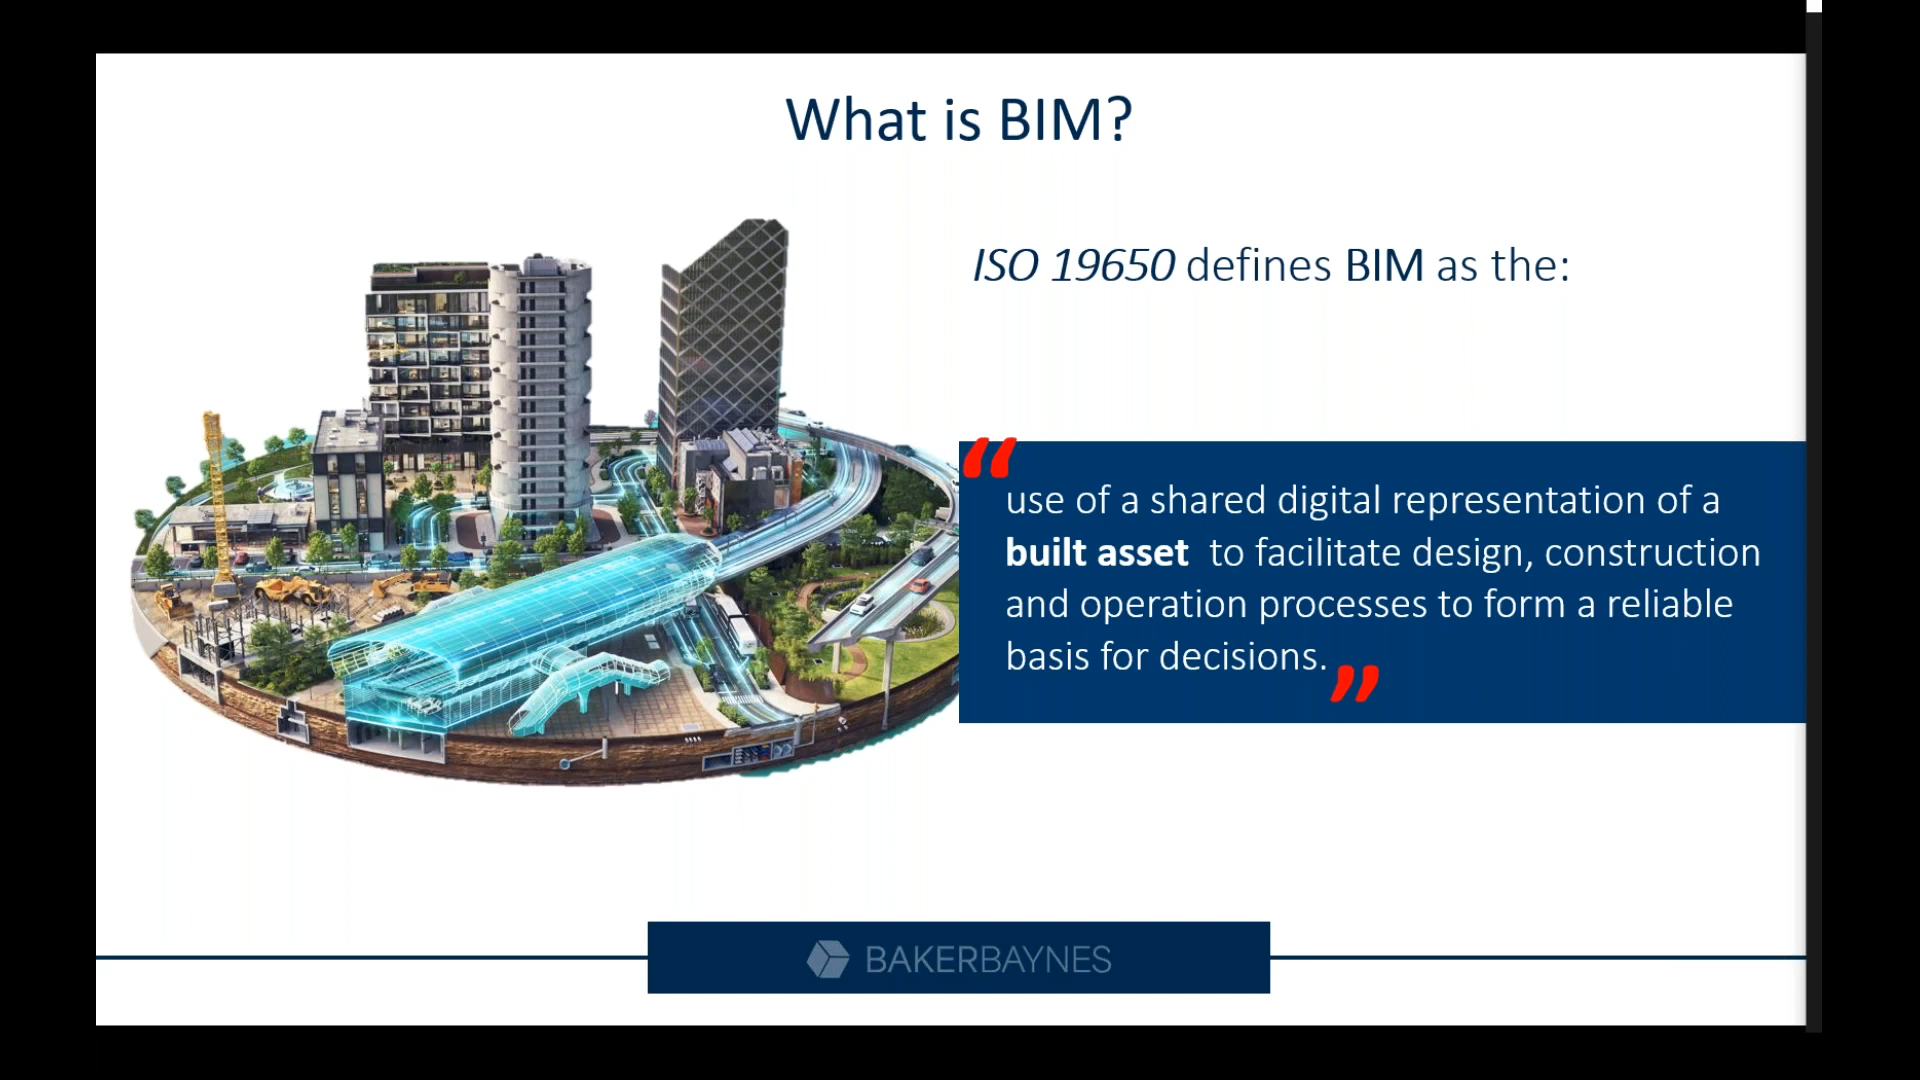 What is BIM?
ISO 19650 defines BIM as the:
“
use of a shared digital representation of a
built asset to facilitate design, construction
and operation processes to form a reliable
basis for decisions.
”
BAKERBAYNES